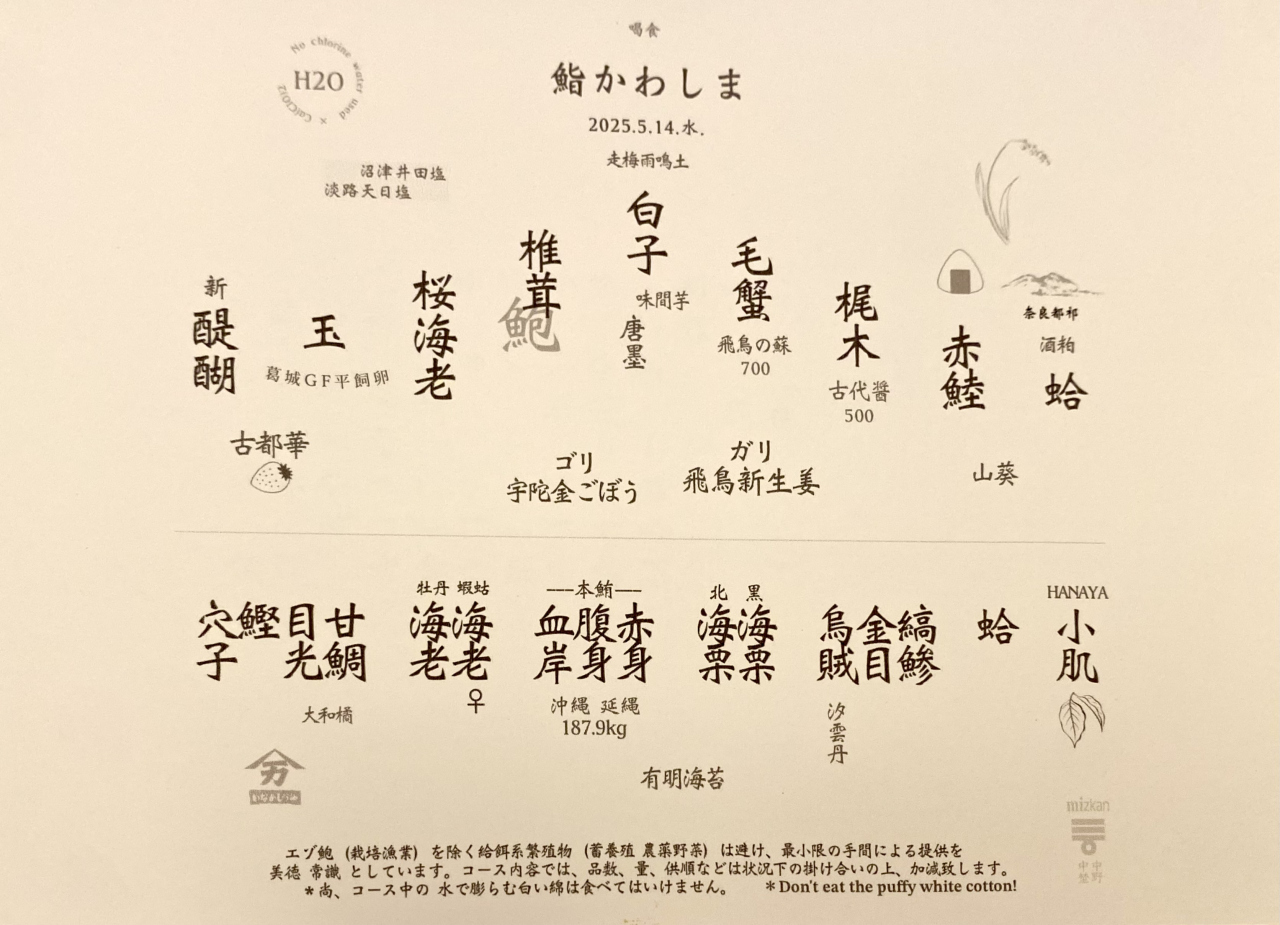 喝食
鮨かわしま
2025.5.14.水.
走梅雨鳴土
No chlorine water used × Ca(ClO)2
H2O
沼津井田塩
淡路天日塩
蛤
酒粕
奈良都祁
赤鯥
梶木
古代醬
500
毛蟹
飛鳥の蘇
700
白子
味間芋
唐墨
椎茸
鮑
桜海老
玉
葛城GF平飼卵
新
醍醐
山葵
ガリ
飛鳥新生姜
ゴリ
宇陀金ごぼう
古都華
HANAYA
小肌
蛤
縞鯵
金目
烏賊
汐雲丹
黒
海栗
北
海栗
本鮪
赤身
腹身
血岸
沖縄 延縄
187.9kg
蝦蛄
海老
♀
牡丹
海老
甘鯛
目光
鰹
穴子
大和橘
有明海苔
mizkan
中野
中埜
エゾ鮑 (栽培漁業) を除く給餌系繁殖物 (蓄養殖 農薬野菜) は避け、最小限の手間による提供を
美徳 常識 としています。コース内容では、品数、量、供順などは状況下の掛け合いの上、加減致します。
*尚、コース中の 水で膨らむ白い綿は食べてはいけません。 *Don't eat the puffy white cotton!